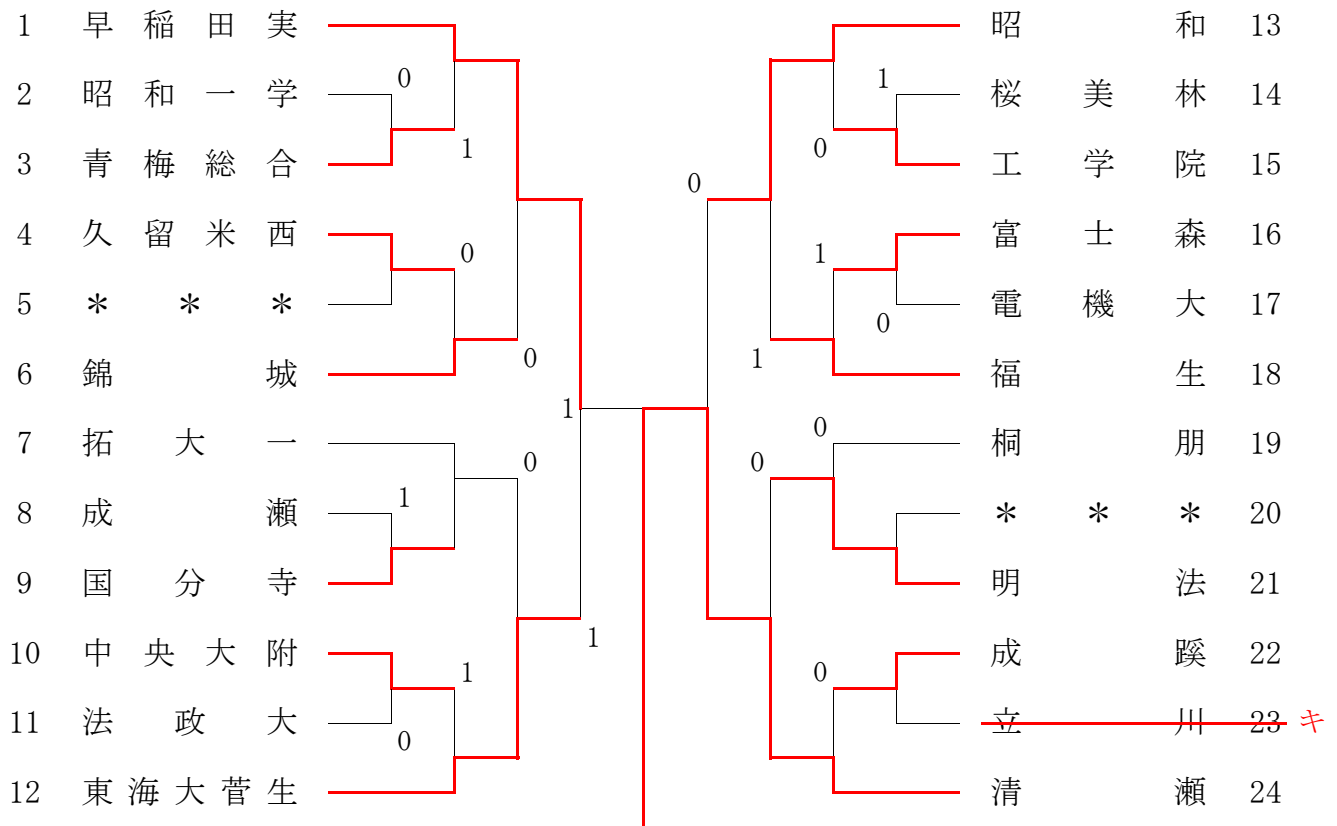 1 早稲田実
2 昭和一学
3 青梅総合
4 久留米西
5 ＊＊＊
6 錦城
7 拓大一
8 成瀬
9 国分寺
10 中央大附
11 法政大
12 東海大菅生
0
1
0
0
1
0
1
1
0
1
0
1
0
1
0
1
0
0
0
昭和 13
桜美林 14
工学院 15
富士森 16
電機大 17
福生 18
桐朋 19
＊＊＊ 20
明法 21
成蹊 22
立川 23 キ
清瀬 24